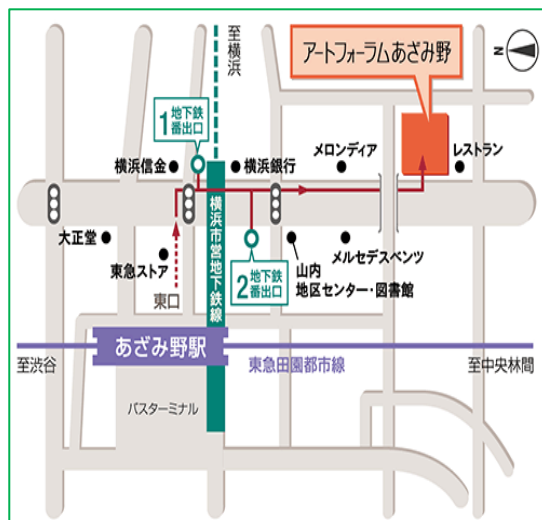 至横浜
アートフォーラムあざみ野
N
1 地下鉄
番出口
横浜信金
横浜銀行
メロンディア
レストラン
横浜市営地下鉄線
大正堂
東急ストア
2 地下鉄
番出口
山内
地区センター・図書館
メルセデスベンツ
東口
あざみ野駅
至渋谷
東急田園都市線
至中央林間
バスターミナル